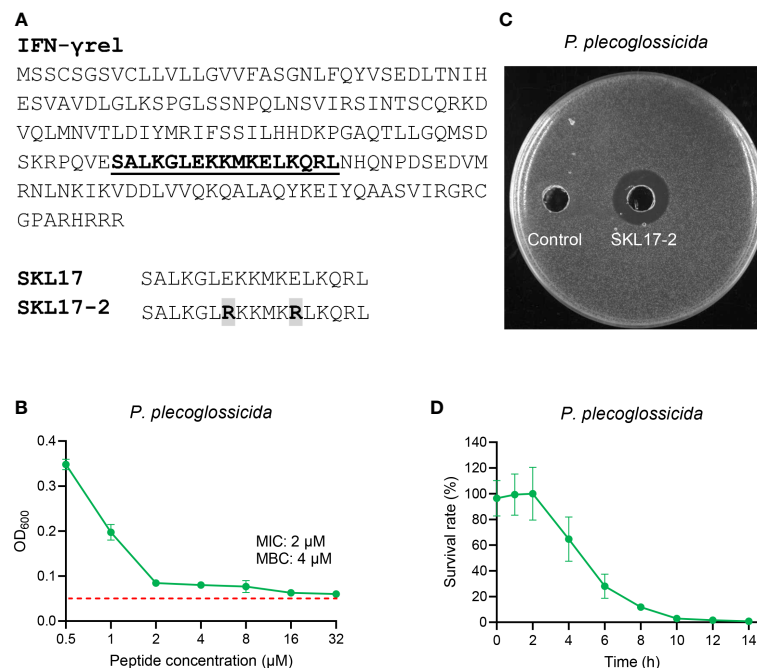 A
IFN-γrel
MSSCSGSVCLLVLLGVVFASGNLFQYVSEDLTNIH
ESVAVDLGLKSPGLSSNPQLNSVIRSINTSCQRKD
VQLMNVTLDIYMRIFSSILHHDKPGAQTLLGQMSD
SKRPQVESALKGLEKKMKELKQRLNHQNPDSEDVM
RNLNKIKVDDLVVQKQALAQYKEIYQAASVIRGRC
GPARHRRR
SKL17 SALKGLEKKMKELKQRL
SKL17-2 SALKGLRKKMKRLKQRL
C
P. plecoglossicida
Control SKL17-2
B
P. plecoglossicida
OD600
0.4
0.3
0.2
0.1
0.0
MIC: 2 µM
MBC: 4 µM
0.5 1 2 4 8 16 32
Peptide concentration (µM)
D
P. plecoglossicida
Survival rate (%)
140
120
100
80
60
40
20
0
0 2 4 6 8 10 12 14
Time (h)